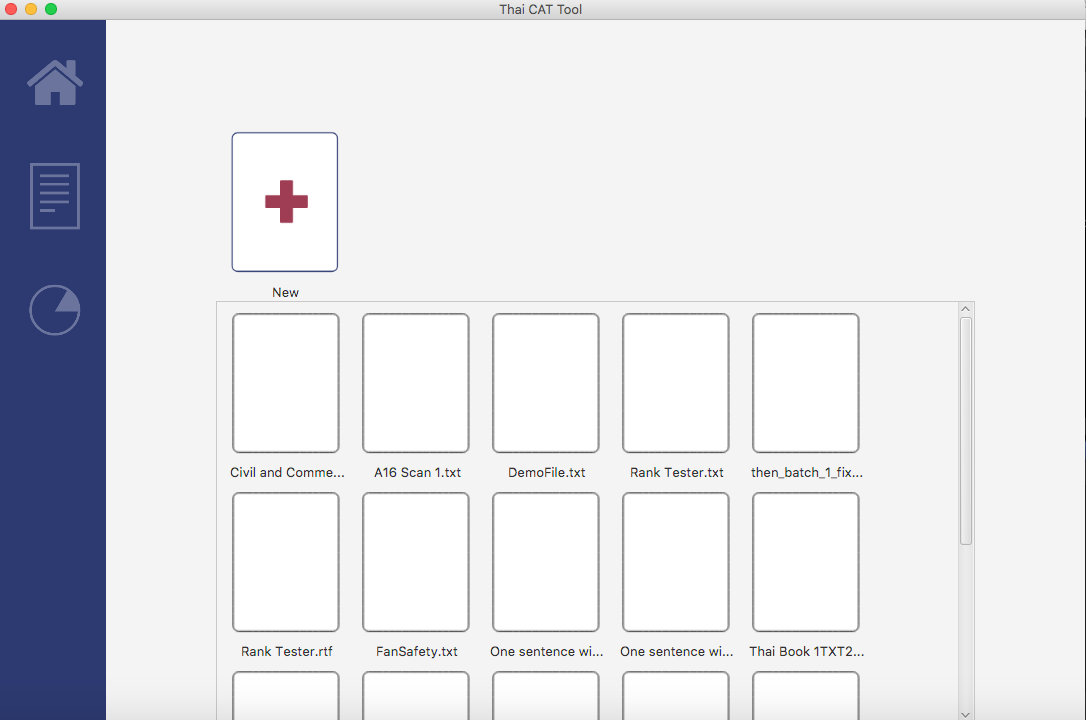 Thai CAT Tool
New
Civil and Comme...
A16 Scan 1.txt
DemoFile.txt
Rank Tester.txt
then_batch_1_fix...
Rank Tester.rtf
FanSafety.txt
One sentence wi...
One sentence wi...
Thai Book 1TXT2...